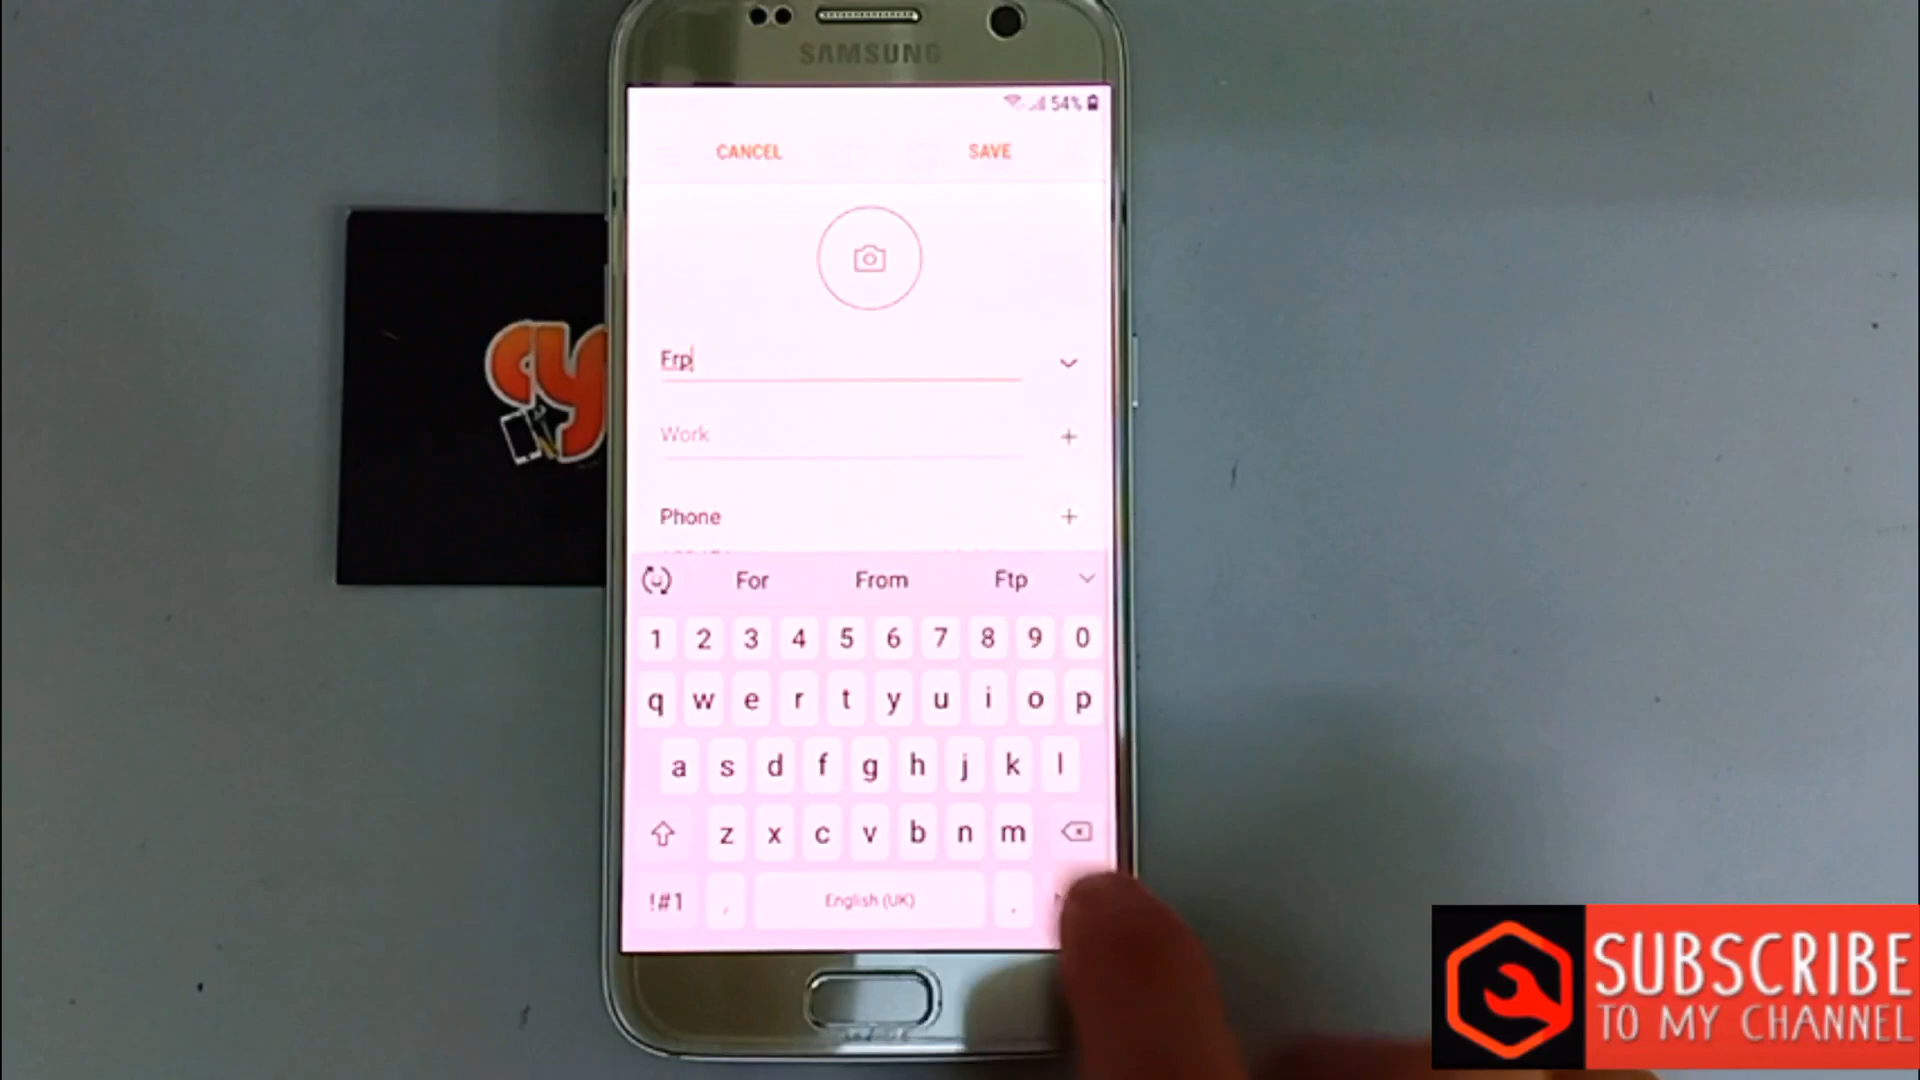 SAMSUNG
54%
CANCEL SAVE
Frp
Work
Phone
For From Ftp
1 2 3 4 5 6 7 8 9 0
q w e r t y u i o p
a s d f g h j k l
z x c v b n m
!#1 , English (UK) .
cy
SUBSCRIBE
TO MY CHANNEL